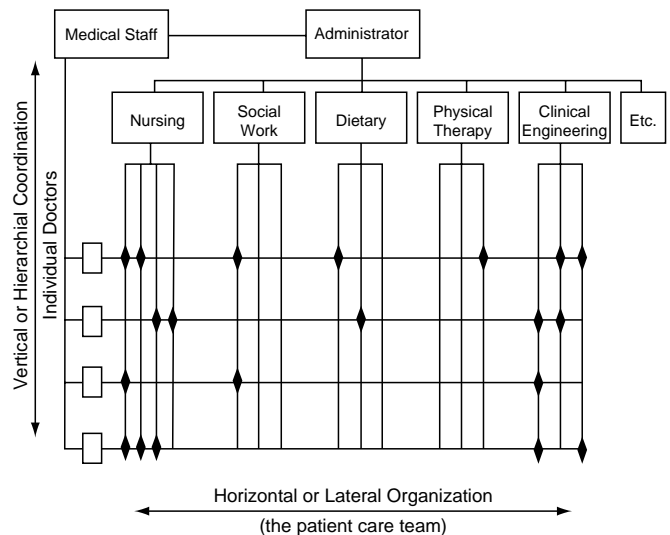 Medical Staff
Administrator
Nursing
Social
Work
Dietary
Physical
Therapy
Clinical
Engineering
Etc.
Vertical or Hierarchial Coordination
Individual Doctors
Horizontal or Lateral Organization
(the patient care team)